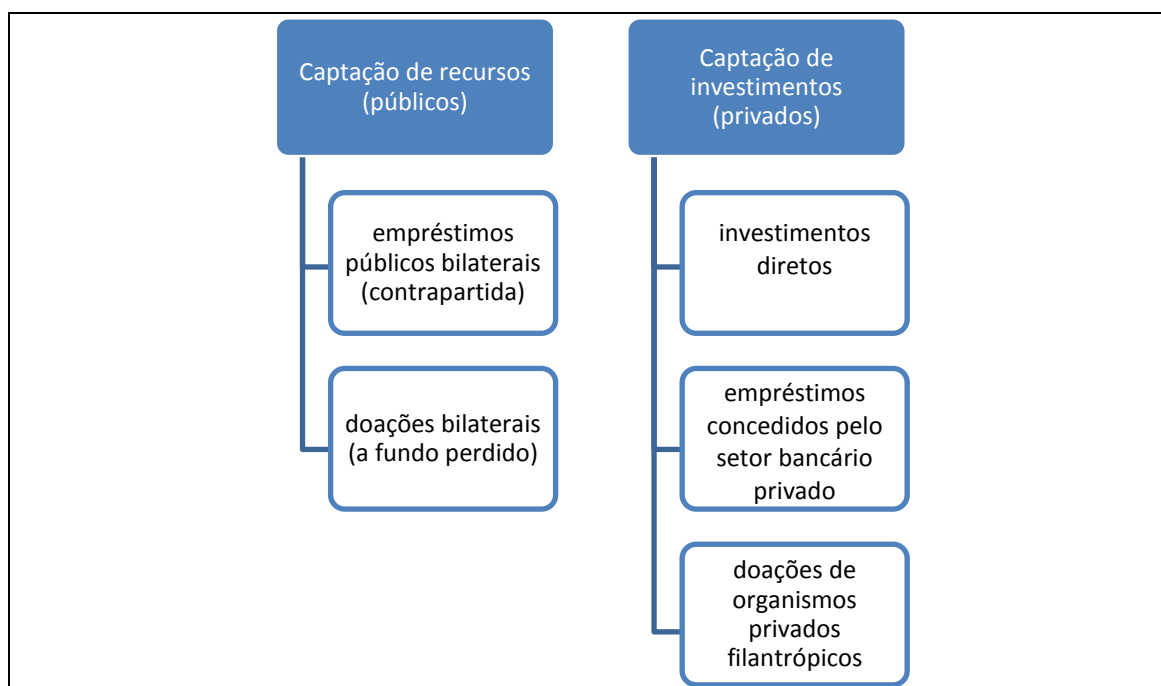 Captação de recursos
(públicos)
empréstimos
públicos bilaterais
(contrapartida)
doações bilaterais
(a fundo perdido)
Captação de
investimentos
(privados)
investimentos
diretos
empréstimos
concedidos pelo
setor bancário
privado
doações de
organismos
privados
filantrópicos